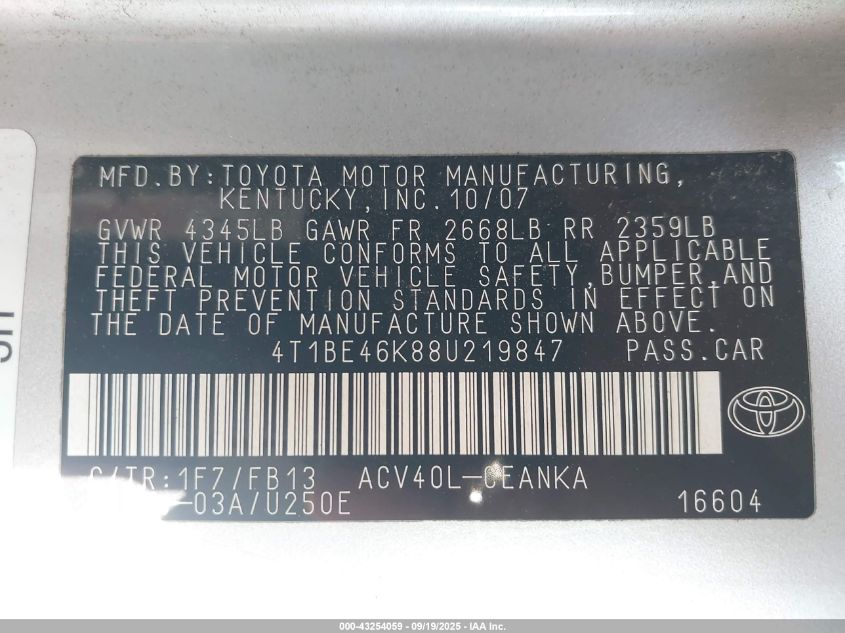 MFD.BY:TOYOTA MOTOR MANUFACTURING,
KENTUCKY,INC.10/07
GVWR 4345LB GAWR FR 2668LB RR 2359LB
THIS VEHICLE CONFORMS TO ALL APPLICABLE
FEDERAL MOTOR VEHICLE SAFETY,BUMPER,AND
THEFT PREVENTION STANDARDS IN EFFECT ON
THE DATE OF MANUFACTURE SHOWN ABOVE.
4T1BE46K88U219847 PASS.CAR
C/TR:1F7/FB13 ACV40L-CEANKA
-03A/U250E 16604
000-43254059 - 09/19/2025 - IAA Inc.